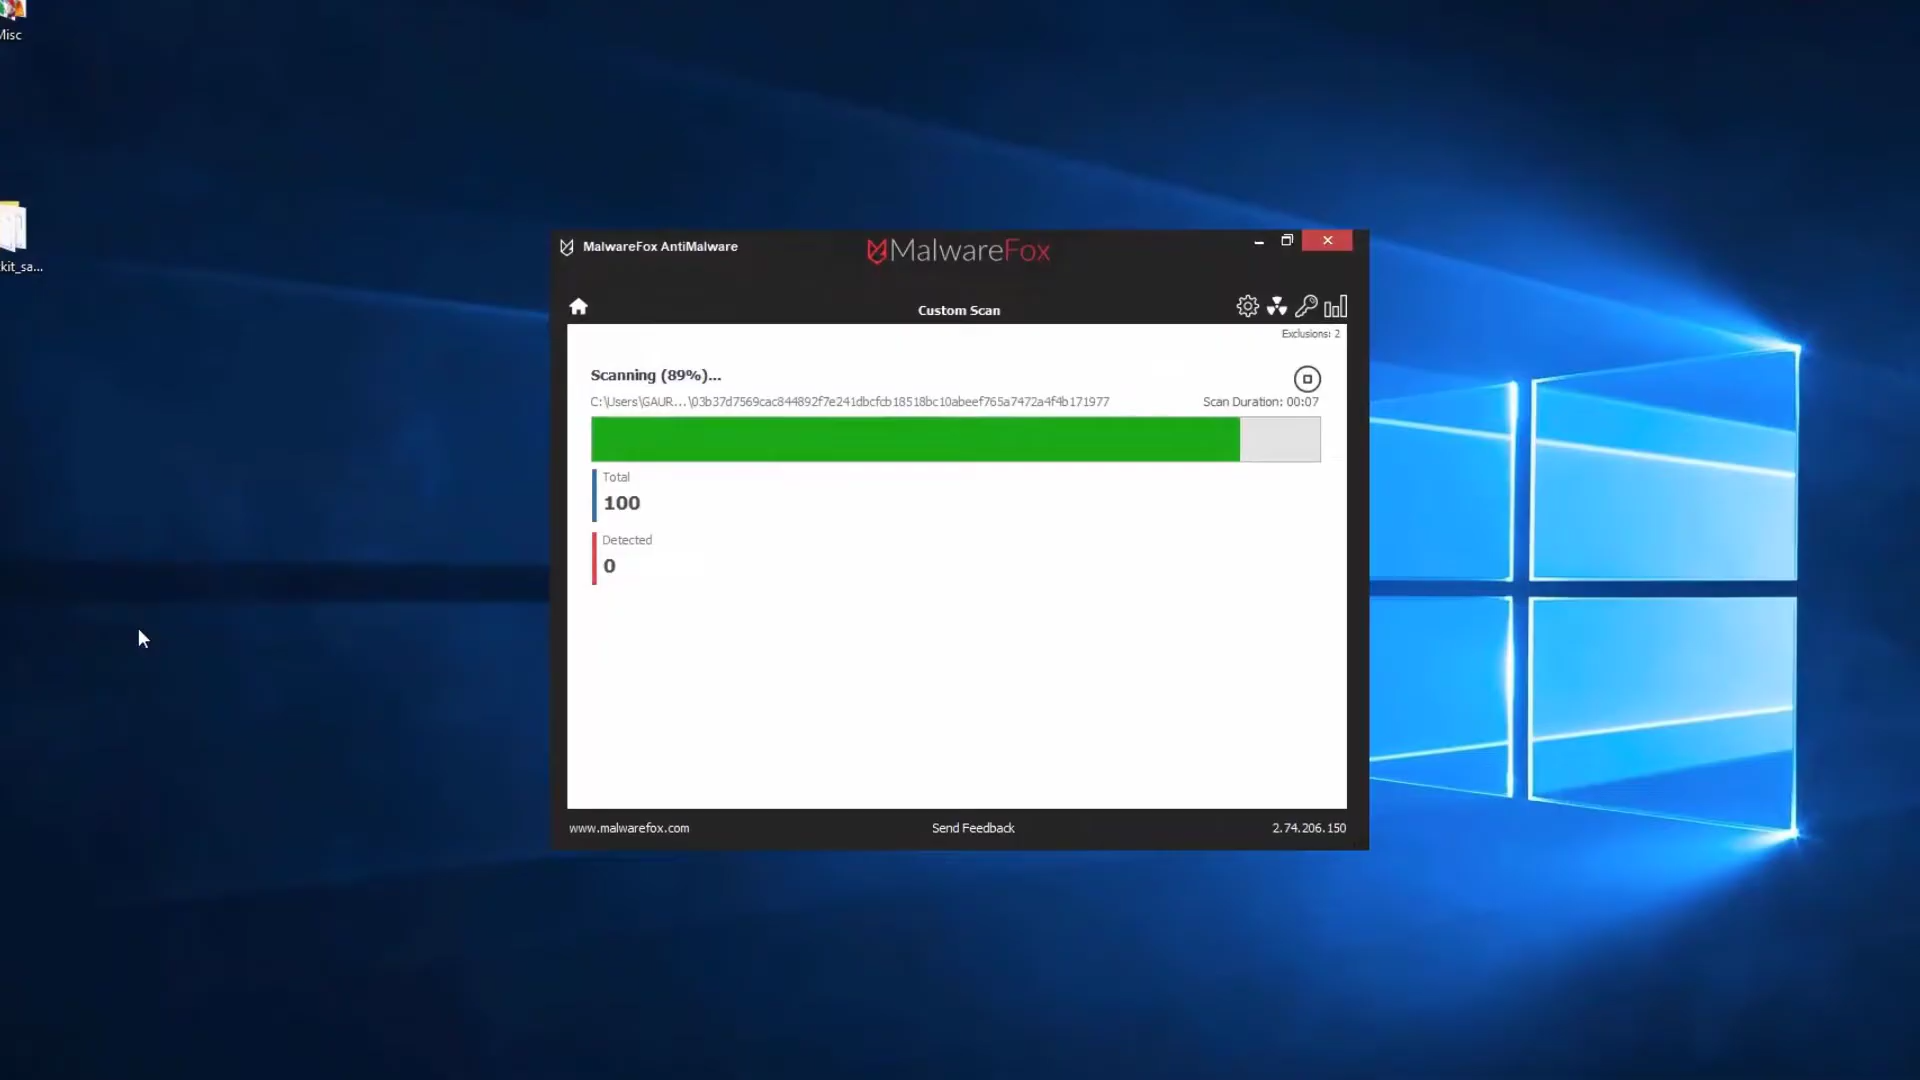 Misc
kit_sa...
MalwareFox AntiMalware
MalwareFox
Custom Scan
Exclusions: 2
Scanning (89%)...
C:\Users\GAUR...\03b37d7569cac844892f7e241dbcfcb18518bc10abeef765a7472a4f4b171977
Scan Duration: 00:07
Total
100
Detected
0
www.malwarefox.com
Send Feedback
2.74.206.150